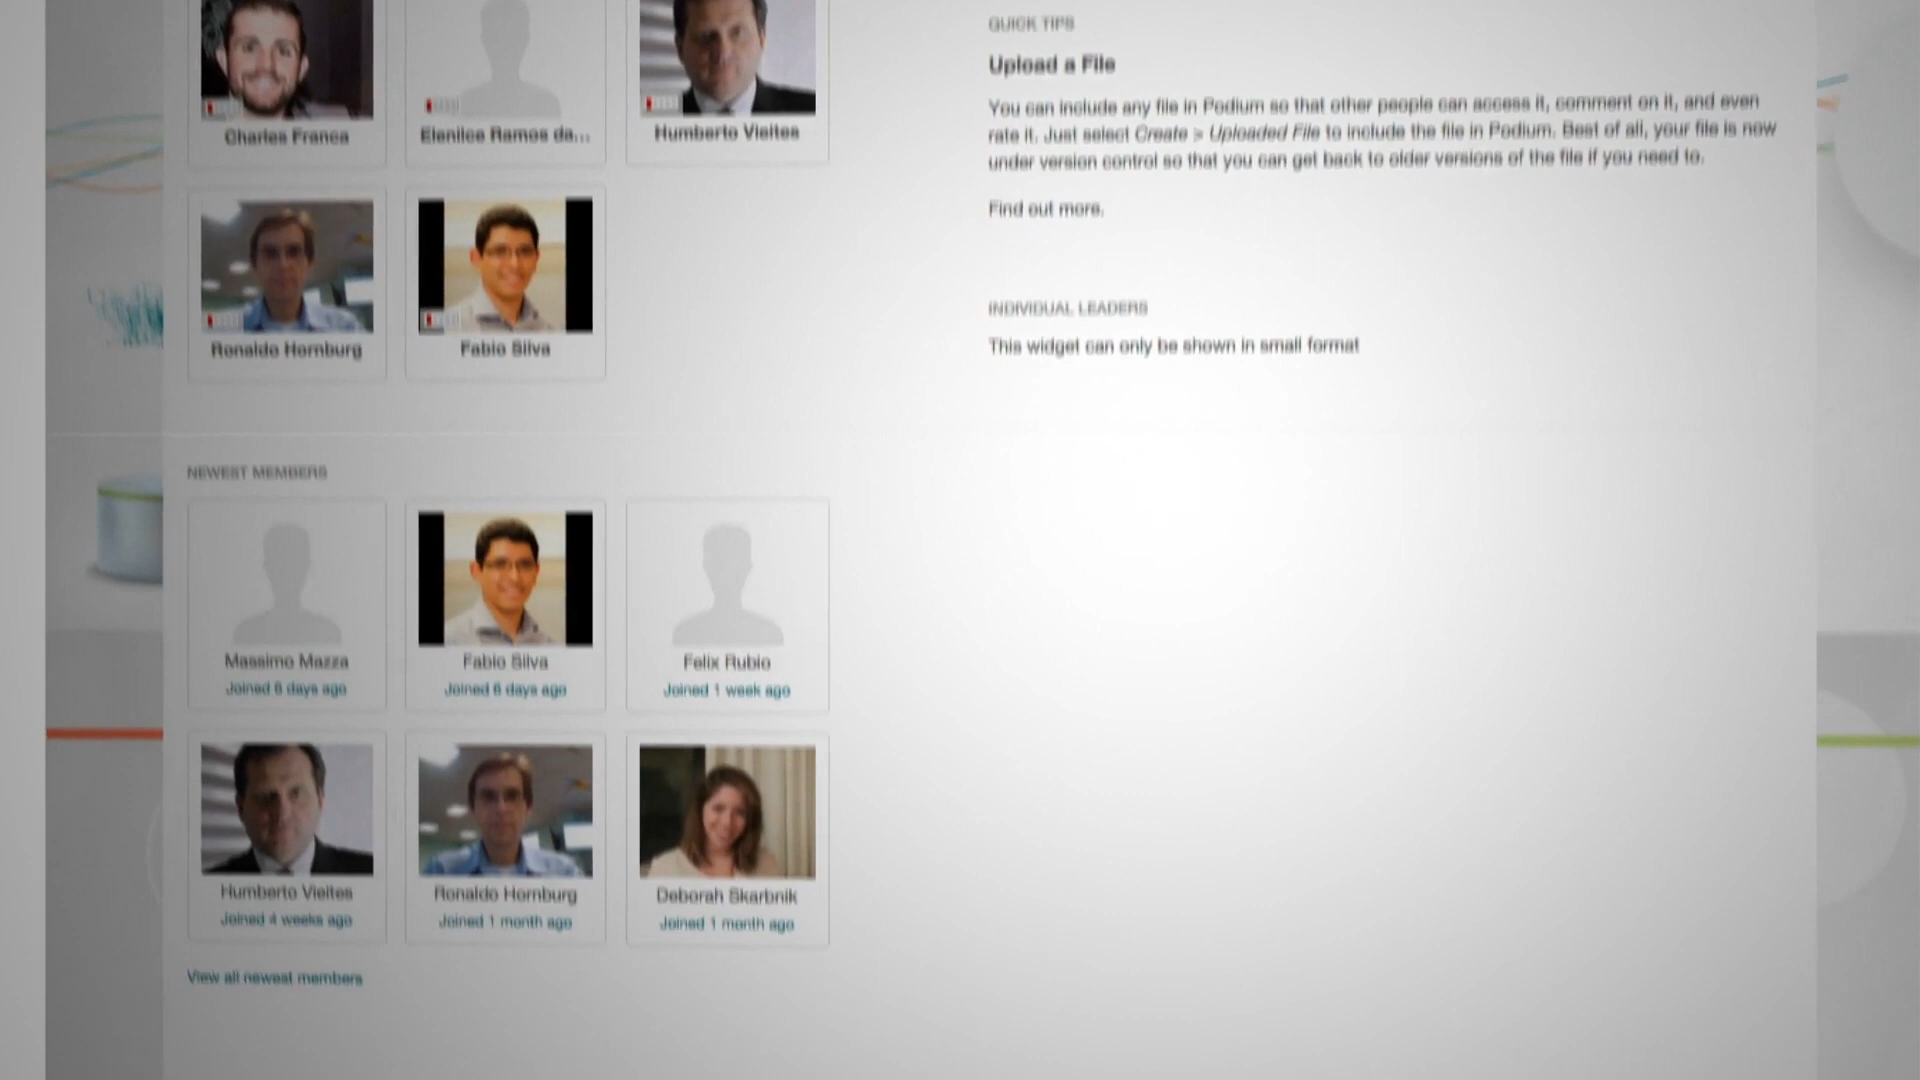 Charles Franca
Elenilce Ramos da...
Humberto Vieites
Ronaldo Hornburg
Fabio Silva
NEWEST MEMBERS
Massimo Mazza
Joined 6 days ago
Fabio Silva
Joined 6 days ago
Felix Rubio
Joined 1 week ago
Humberto Vieites
Joined 4 weeks ago
Ronaldo Hornburg
Joined 1 month ago
Deborah Skarbnik
Joined 1 month ago
View all newest members
QUICK TIPS
Upload a File
You can include any file in Podium so that other people can access it, comment on it, and even
rate it. Just select Create > Uploaded File to include the file in Podium. Best of all, your file is now
under version control so that you can get back to older versions of the file if you need to.
Find out more.
INDIVIDUAL LEADERS
This widget can only be shown in small format